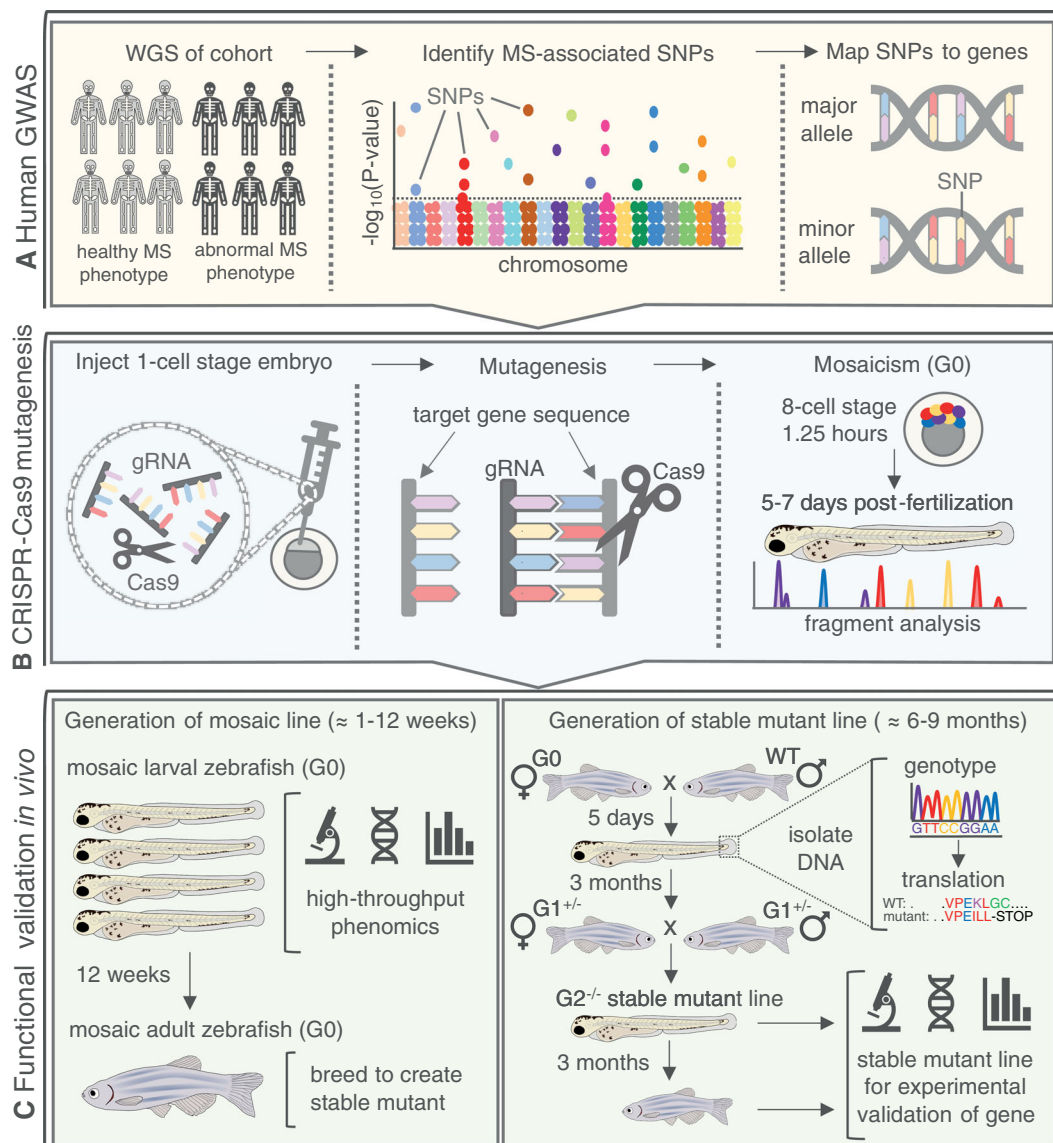 A Human GWAS
WGS of cohort
healthy MS
phenotype
abnormal MS
phenotype
Identify MS-associated SNPs
SNPs
-log10(P-value)
chromosome
Map SNPs to genes
major
allele
SNP
minor
allele
B CRISPR-Cas9 mutagenesis
Inject 1-cell stage embryo
gRNA
Cas9
Mutagenesis
target gene sequence
gRNA
Cas9
Mosaicism (G0)
8-cell stage
1.25 hours
5-7 days post-fertilization
fragment analysis
C Functional validation in vivo
Generation of mosaic line (≈ 1-12 weeks)
mosaic larval zebrafish (G0)
high-throughput
phenomics
12 weeks
mosaic adult zebrafish (G0)
breed to create
stable mutant
Generation of stable mutant line ( ≈ 6-9 months)
♀G0
WT♂
X
5 days
isolate
DNA
genotype
GTTCCGGAA
translation
WT: . .VPEKLGC....
mutant: . .VPEILL-STOP
3 months
♀G1+/-
G1+/-♂
X
G2-/- stable mutant line
3 months
stable mutant line
for experimental
validation of gene